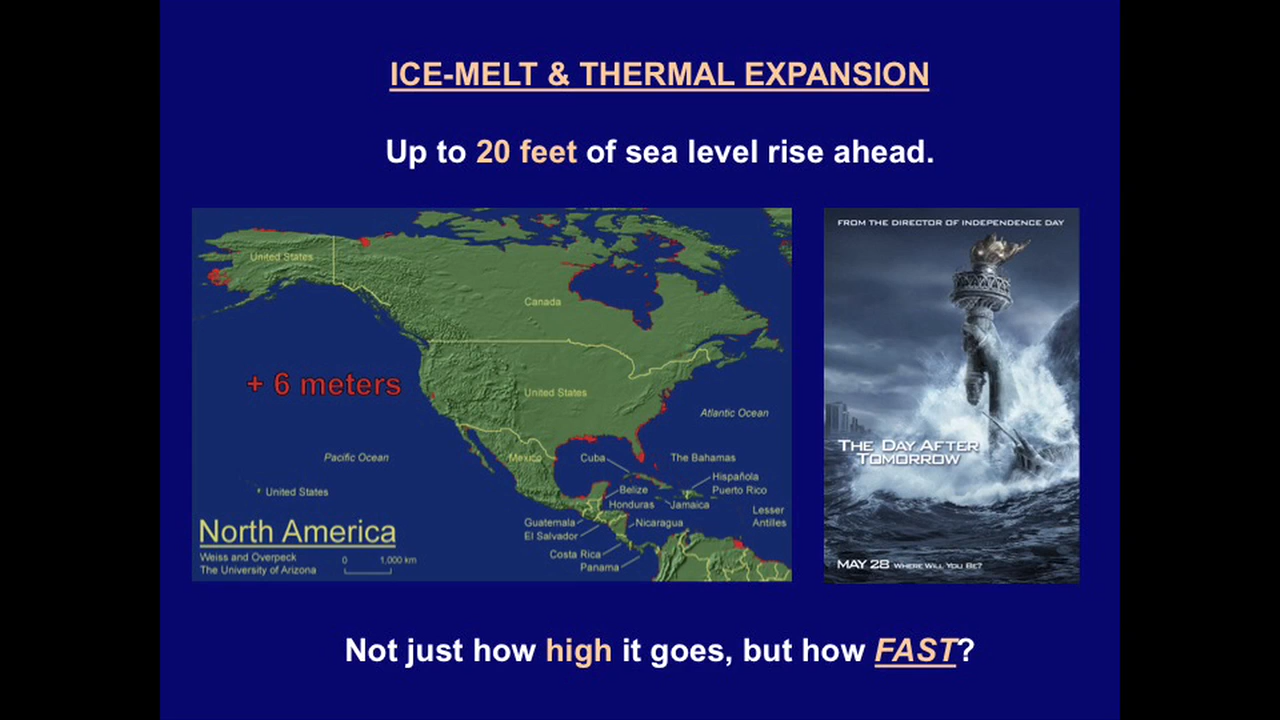 ICE-MELT & THERMAL EXPANSION
Up to 20 feet of sea level rise ahead.
United States
Canada
+ 6 meters
United States
Atlantic Ocean
Pacific Ocean
Mexico
Cuba
The Bahamas
Hispañola
Puerto Rico
United States
Belize
Honduras
Jamaica
Lesser
Antilles
Guatemala
Nicaragua
El Salvador
Costa Rica
Panama
North America
Weiss and Overpeck
The University of Arizona
0 1,000 km
FROM THE DIRECTOR OF INDEPENDENCE DAY
THE DAY AFTER
TOMORROW
MAY 28 WHERE WILL YOU BE?
Not just how high it goes, but how FAST?